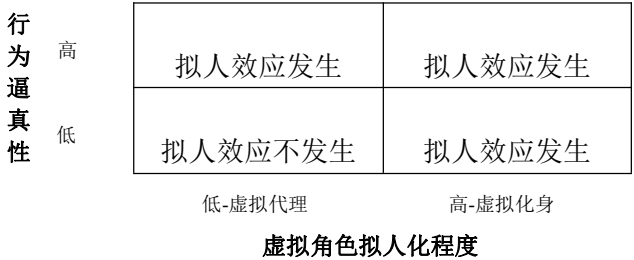 行为逼真性
高
拟人效应发生 拟人效应发生
低
拟人效应不发生 拟人效应发生
低-虚拟代理 高-虚拟化身
虚拟角色拟人化程度